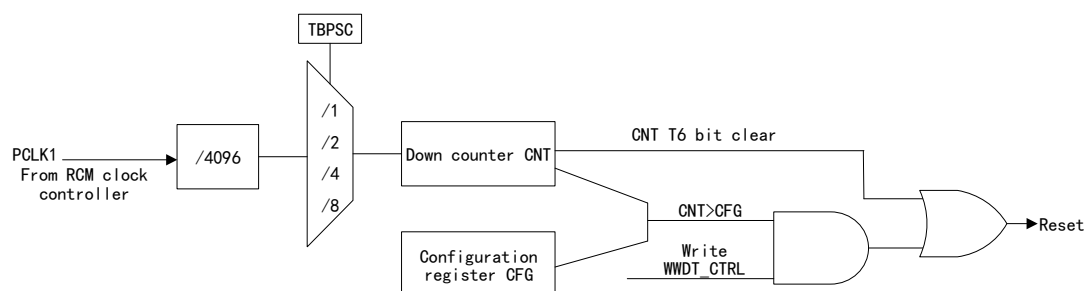 TBPSC
/1
/2
/4
/8
PCLK1
From RCM clock
controller
/4096
Down counter CNT
CNT T6 bit clear
CNT>CFG
Configuration
register CFG
Write
WWDT_CTRL
Reset